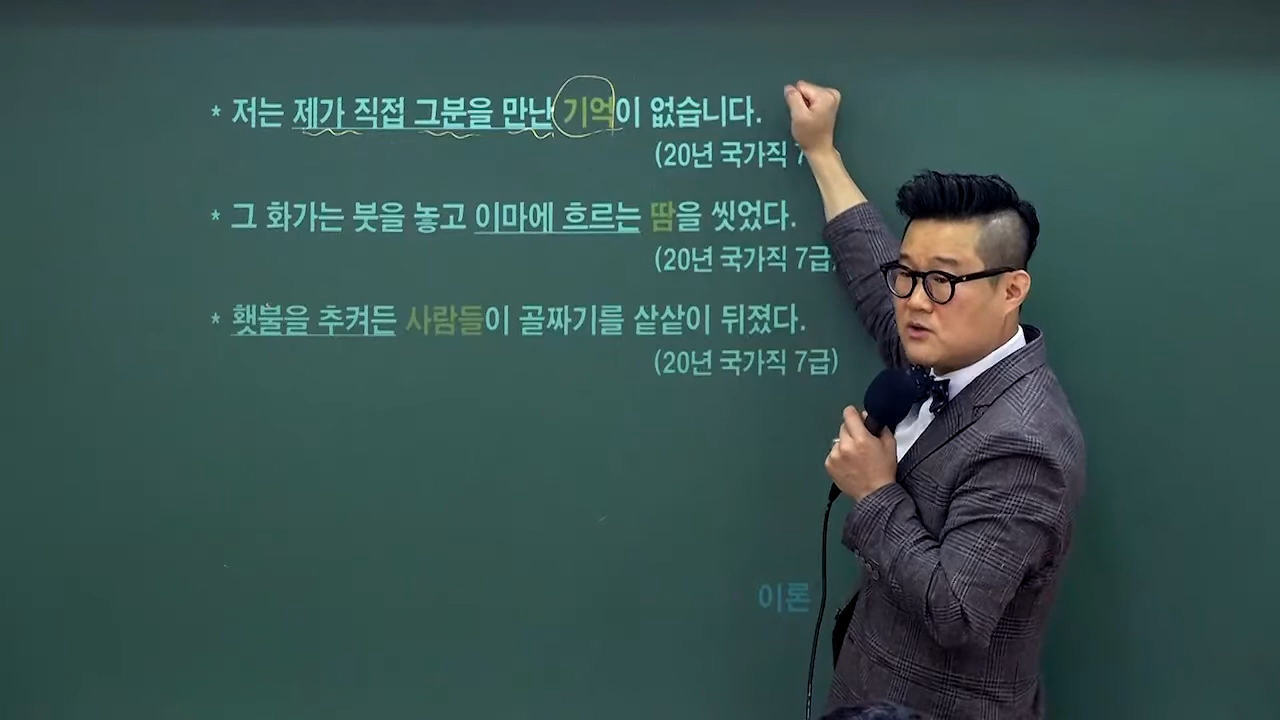 * 저는 제가 직접 그분을 만난 기억이 없습니다.
(20년 국가직 7
* 그 화가는 붓을 놓고 이마에 흐르는 땀을 씻었다.
(20년 국가직 7급)
* 횃불을 추켜든 사람들이 골짜기를 샅샅이 뒤졌다.
(20년 국가직 7급)
이론